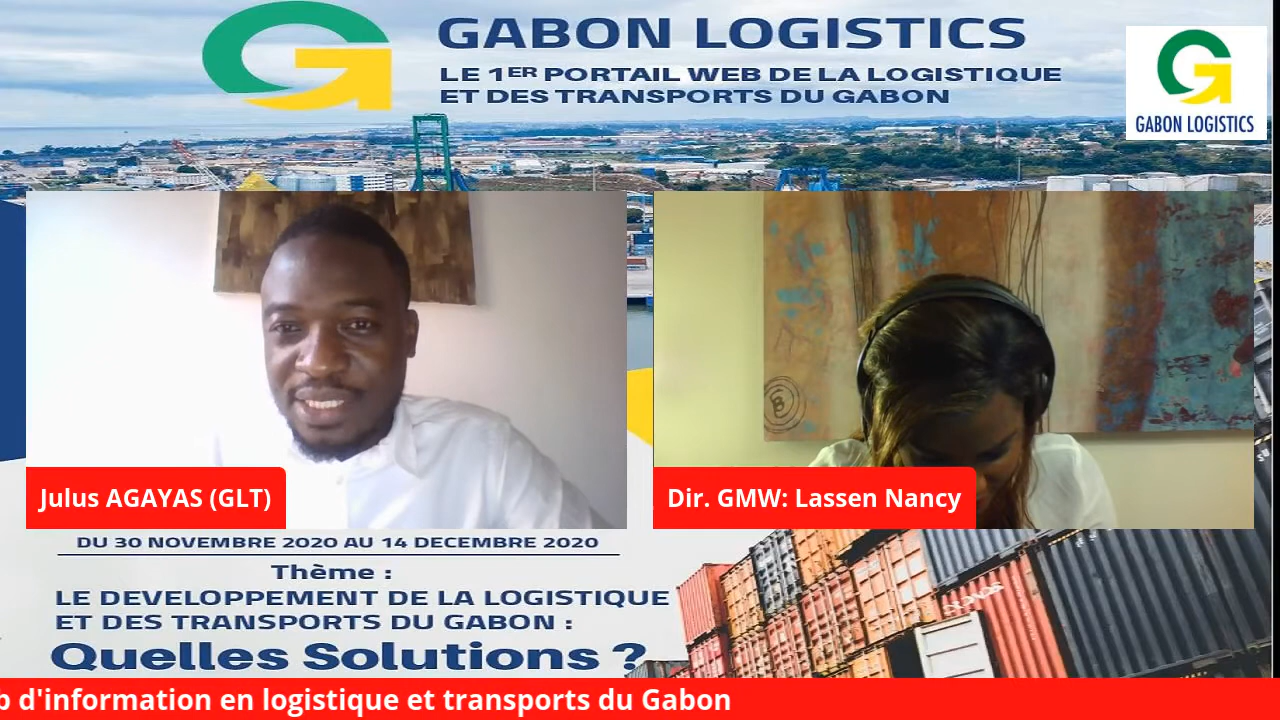 GABON LOGISTICS
LE 1ER PORTAIL WEB DE LA LOGISTIQUE
ET DES TRANSPORTS DU GABON
GABON LOGISTICS
Julus AGAYAS (GLT)
Dir. GMW: Lassen Nancy
DU 30 NOVEMBRE 2020 AU 14 DECEMBRE 2020
Thème :
LE DEVELOPPEMENT DE LA LOGISTIQUE
ET DES TRANSPORTS DU GABON :
Quelles Solutions ?
d'information en logistique et transports du Gabon